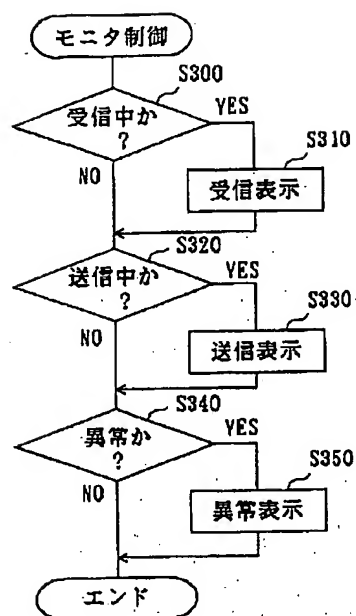 モニタ制御
S300
受信中か
?
YES
S310
NO
受信表示
S320
送信中か
?
YES
S330
NO
送信表示
S340
異常か
?
YES
S350
NO
異常表示
エンド